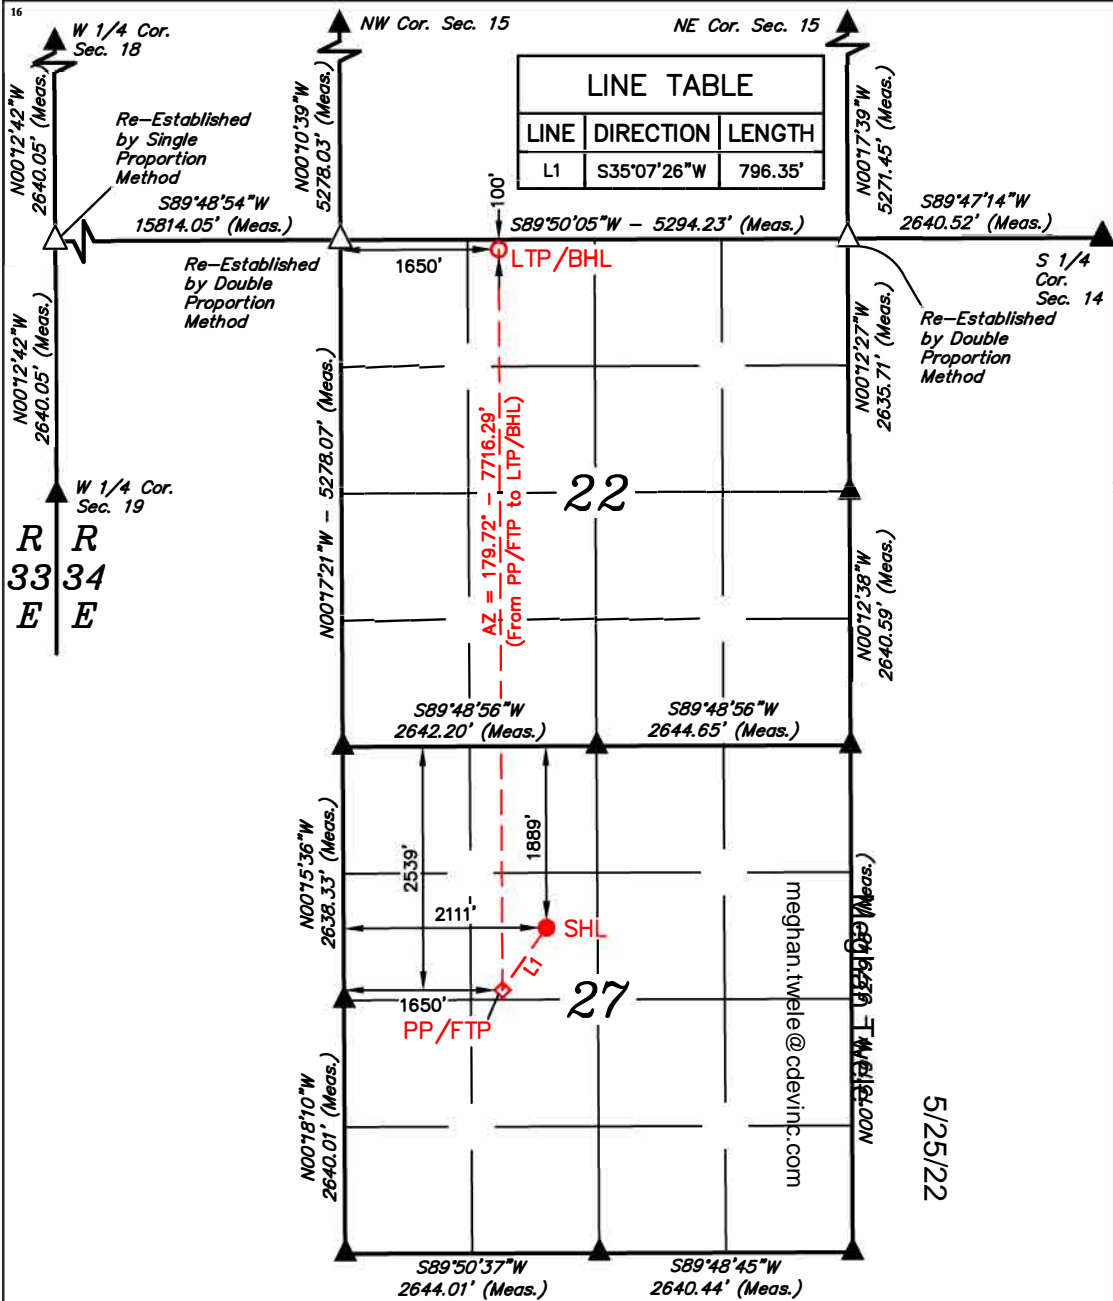 16
W 1/4 Cor.
Sec. 18
NW Cor. Sec. 15
NE Cor. Sec. 15
LINE TABLE
LINE DIRECTION LENGTH
L1 S35°07'26"W 796.35'
N00°12'42"W
2640.05' (Meas.)
Re-Established
by Single
Proportion
Method
N00°10'39"W
5278.03' (Meas.)
N00°17'39"W
5271.45' (Meas.)
S89°48'54"W
15814.05' (Meas.)
100'
S89°50'05"W - 5294.23' (Meas.)
S89°47'14"W
2640.52' (Meas.)
Re-Established
by Double
Proportion
Method
1650'
LTP/BHL
S 1/4
Cor.
Sec. 14
Re-Established
by Double
Proportion
Method
N00°12'42"W
2640.05' (Meas.)
N00°17'21"W - 5278.07' (Meas.)
AZ = 179.72° - 7716.29'
(From PP/FTP to LTP/BHL)
N00°12'27"W
2635.71' (Meas.)
W 1/4 Cor.
Sec. 19
22
R R
33 34
E E
N00°12'38"W
2640.59' (Meas.)
S89°48'56"W
2642.20' (Meas.)
S89°48'56"W
2644.65' (Meas.)
N00°15'36"W
2638.33' (Meas.)
2539'
1889'
2111'
SHL
L1
1650'
PP/FTP
27
Meghan Twele
meghan.twele@cdevinc.com
5/25/22
N00°18'10"W
2640.01' (Meas.)
S89°50'37"W
2644.01' (Meas.)
S89°48'45"W
2640.44' (Meas.)